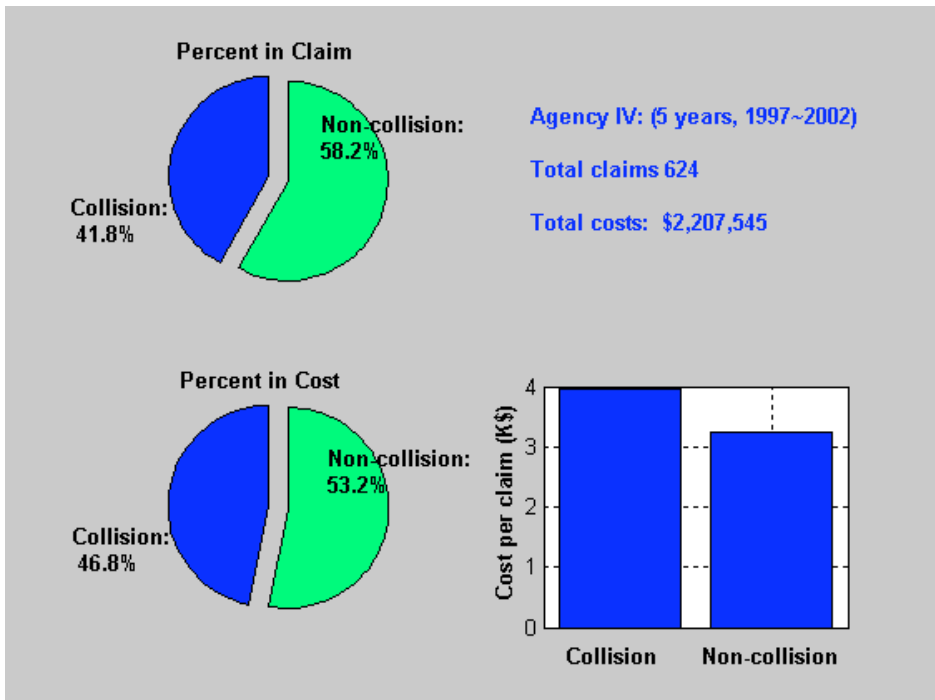 Percent in Claim
Non-collision:
58.2%
Collision:
41.8%
Agency IV: (5 years, 1997~2002)
Total claims 624
Total costs: $2,207,545
Percent in Cost
Non-collision:
53.2%
Collision:
46.8%
Cost per claim (K$)
4
3
2
1
0
Collision
Non-collision